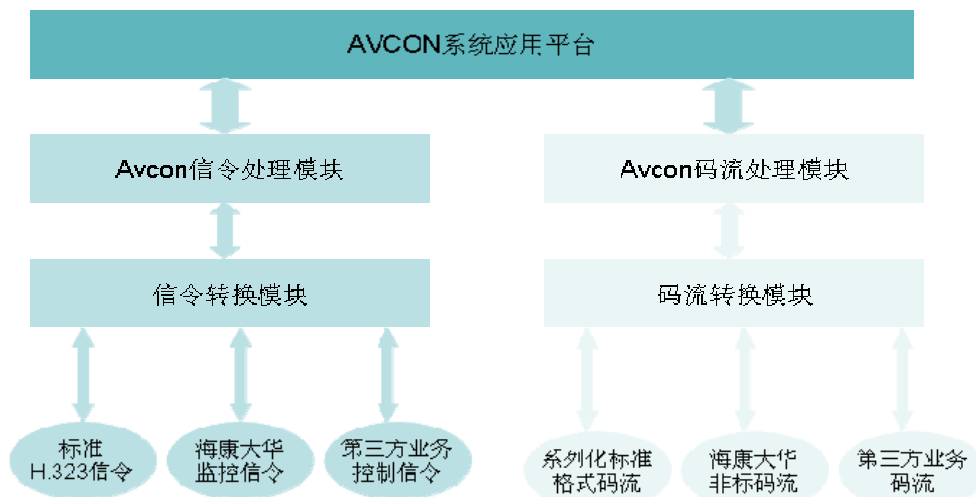 AVCON系统应用平台
Avcon信令处理模块
Avcon码流处理模块
信令转换模块
码流转换模块
标准
H.323信令
海康大华
监控信令
第三方业务
控制信令
系列化标准
格式码流
海康大华
非标码流
第三方业务
码流